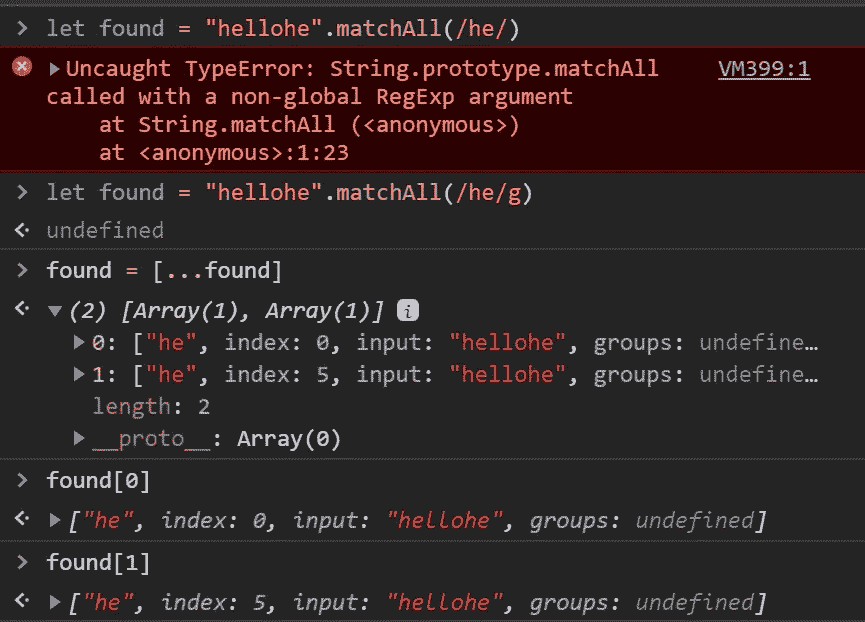 > let found = "hellohe".matchAll(/he/)
▶Uncaught TypeError: String.prototype.matchAll VM399:1
called with a non-global RegExp argument
at String.matchAll (<anonymous>)
at <anonymous>:1:23
> let found = "hellohe".matchAll(/he/g)
undefined
> found = [...found]
▼(2) [Array(1), Array(1)] i
▶0: ["he", index: 0, input: "hellohe", groups: undefine…
▶1: ["he", index: 5, input: "hellohe", groups: undefine…
length: 2
▶__proto__: Array(0)
> found[0]
▶["he", index: 0, input: "hellohe", groups: undefined]
> found[1]
▶["he", index: 5, input: "hellohe", groups: undefined]